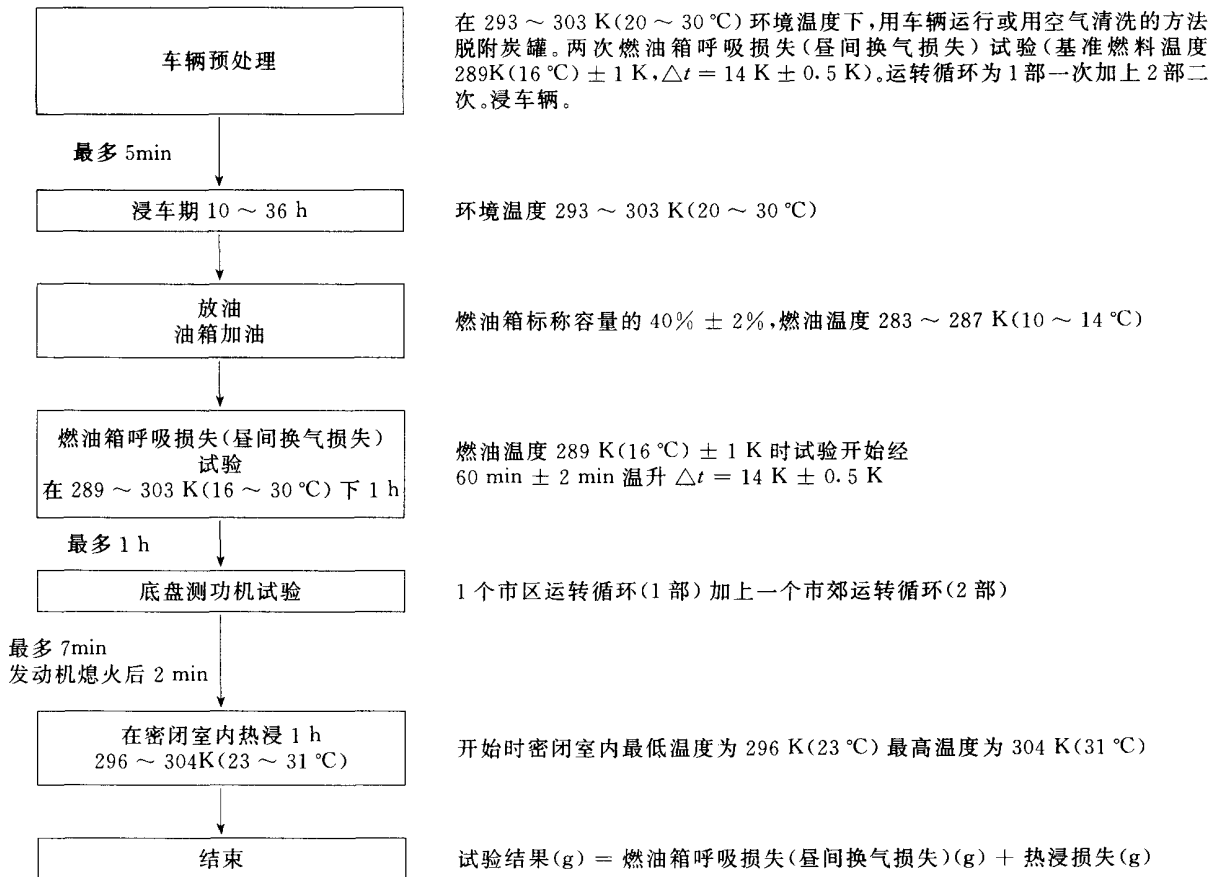 车辆预处理
在 293 ~ 303 K(20 ~ 30 ℃) 环境温度下,用车辆运行或用空气清洗的方法
脱附炭罐。两次燃油箱呼吸损失(昼间换气损失) 试验(基准燃料温度
289K(16 ℃) ± 1 K,△t = 14 K ± 0.5 K)。运转循环为 1 部一次加上 2 部二
次。浸车辆。
最多 5min
浸车期 10 ~ 36 h
环境温度 293 ~ 303 K(20 ~ 30 ℃)
放油
油箱加油
燃油箱标称容量的 40% ± 2%,燃油温度 283 ~ 287 K(10 ~ 14 ℃)
燃油箱呼吸损失(昼间换气损失)
试验
在 289 ~ 303 K(16 ~ 30 ℃) 下 1 h
燃油温度 289 K(16 ℃) ± 1 K 时试验开始经
60 min ± 2 min 温升 △t = 14 K ± 0.5 K
最多 1 h
底盘测功机试验
1 个市区运转循环(1 部) 加上一个市郊运转循环(2 部)
最多 7min
发动机熄火后 2 min
在密闭室内热浸 1 h
296 ~ 304K(23 ~ 31 ℃)
开始时密闭室内最低温度为 296 K(23 ℃) 最高温度为 304 K(31 ℃)
结束
试验结果(g) = 燃油箱呼吸损失(昼间换气损失)(g) + 热浸损失(g)